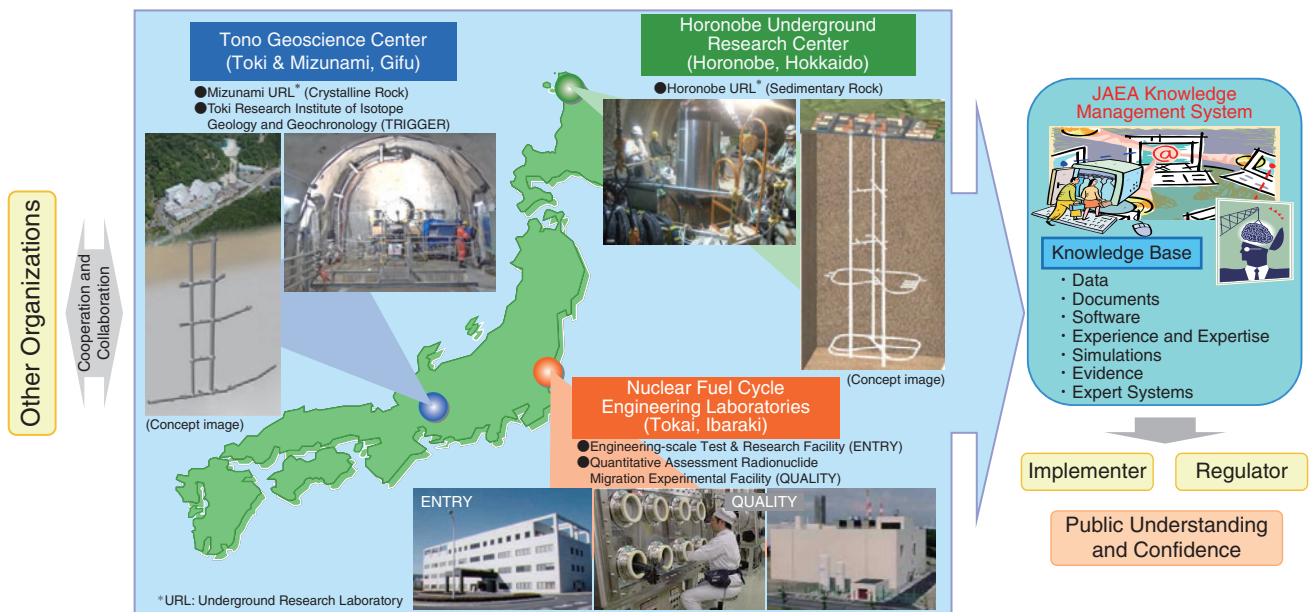 Other Organizations
Cooperation and
Collaboration
Tono Geoscience Center
(Toki & Mizunami, Gifu)
●Mizunami URL* (Crystalline Rock)
●Toki Research Institute of Isotope
Geology and Geochronology (TRIGGER)
(Concept image)
Horonobe Underground
Research Center
(Horonobe, Hokkaido)
●Horonobe URL* (Sedimentary Rock)
(Concept image)
Nuclear Fuel Cycle
Engineering Laboratories
(Tokai, Ibaraki)
●Engineering-scale Test & Research Facility (ENTRY)
●Quantitative Assessment Radionuclide
Migration Experimental Facility (QUALITY)
ENTRY
QUALITY
*URL: Underground Research Laboratory
JAEA Knowledge
Management System
@
Knowledge Base
・Data
・Documents
・Software
・Experience and Expertise
・Simulations
・Evidence
・Expert Systems
Implementer
Regulator
Public Understanding
and Confidence